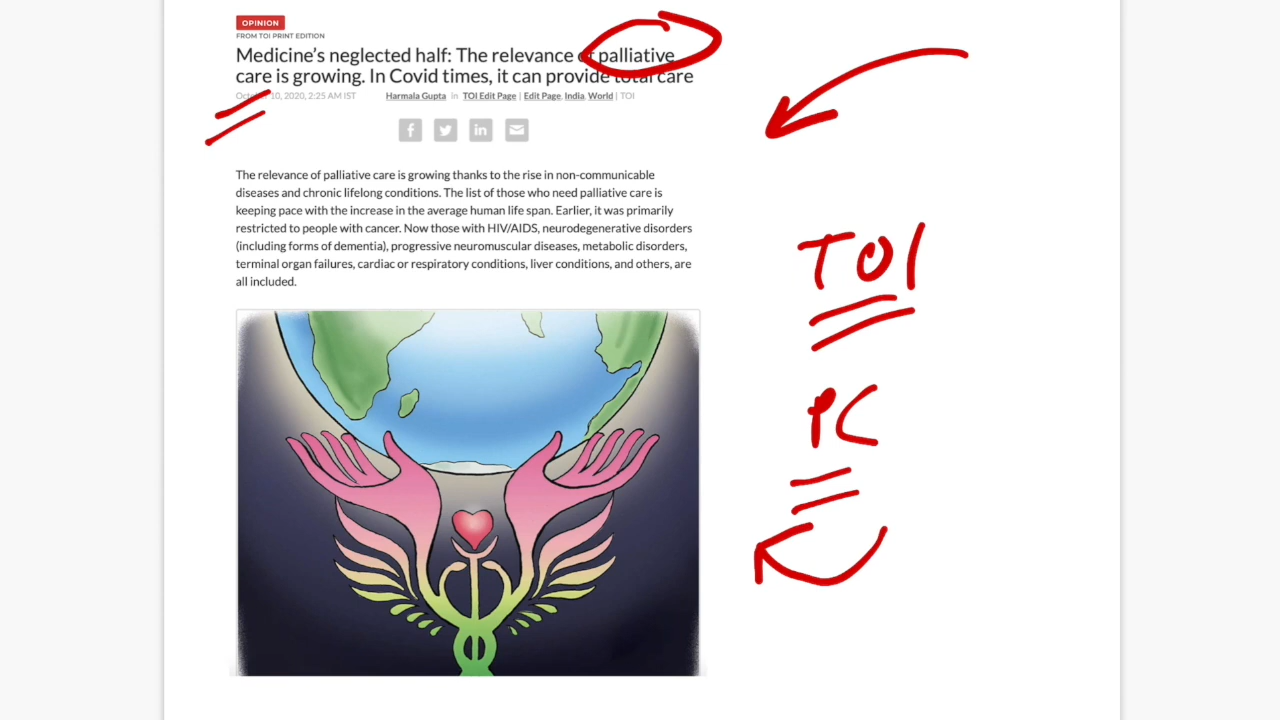 OPINION
FROM TOI PRINT EDITION
Medicine's neglected half: The relevance of palliative
care is growing. In Covid times, it can provide total care
October 10, 2020, 2:25 AM IST Harmala Gupta in TOI Edit Page | Edit Page, India, World | TOI
The relevance of palliative care is growing thanks to the rise in non-communicable
diseases and chronic lifelong conditions. The list of those who need palliative care is
keeping pace with the increase in the average human life span. Earlier, it was primarily
restricted to people with cancer. Now those with HIV/AIDS, neurodegenerative disorders
(including forms of dementia), progressive neuromuscular diseases, metabolic disorders,
terminal organ failures, cardiac or respiratory conditions, liver conditions, and others, are
all included.
TOI
PC